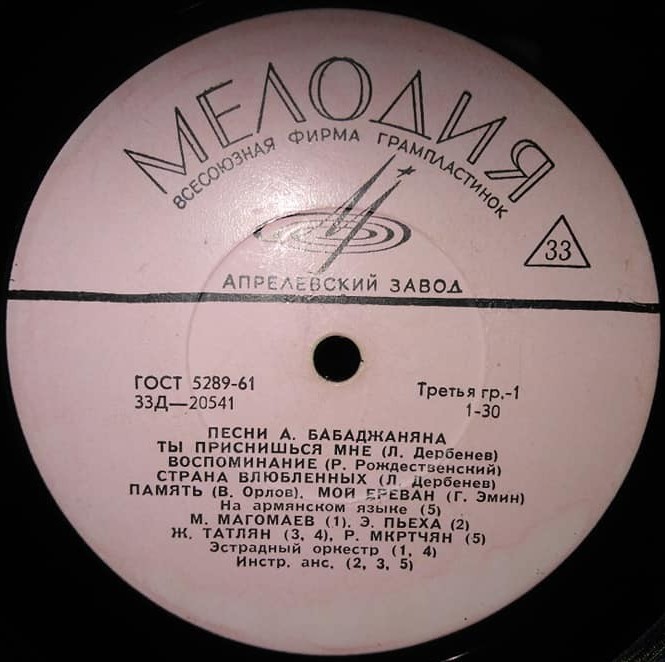 МЕЛОДИЯ
ВСЕСОЮЗНАЯ ФИРМА ГРАМПЛАСТИНОК
33
АПРЕЛЕВСКИЙ ЗАВОД
ГОСТ 5289-61
Третья гр.-1
33Д—20541
1-30
ПЕСНИ А. БАБАДЖАНЯНА
ТЫ ПРИСНИШЬСЯ МНЕ (Л. Дербенев)
ВОСПОМИНАНИЕ (Р. Рождественский)
СТРАНА ВЛЮБЛЕННЫХ (Л. Дербенев)
ПАМЯТЬ (В. Орлов). МОЙ ЕРЕВАН (Г. Эмин)
На армянском языке (5)
М. МАГОМАЕВ (1). Э. ПЬЕХА (2)
Ж. ТАТЛЯН (3, 4), Р. МКРТЧЯН (5)
Эстрадный оркестр (1, 4)
Инстр. анс. (2, 3, 5)